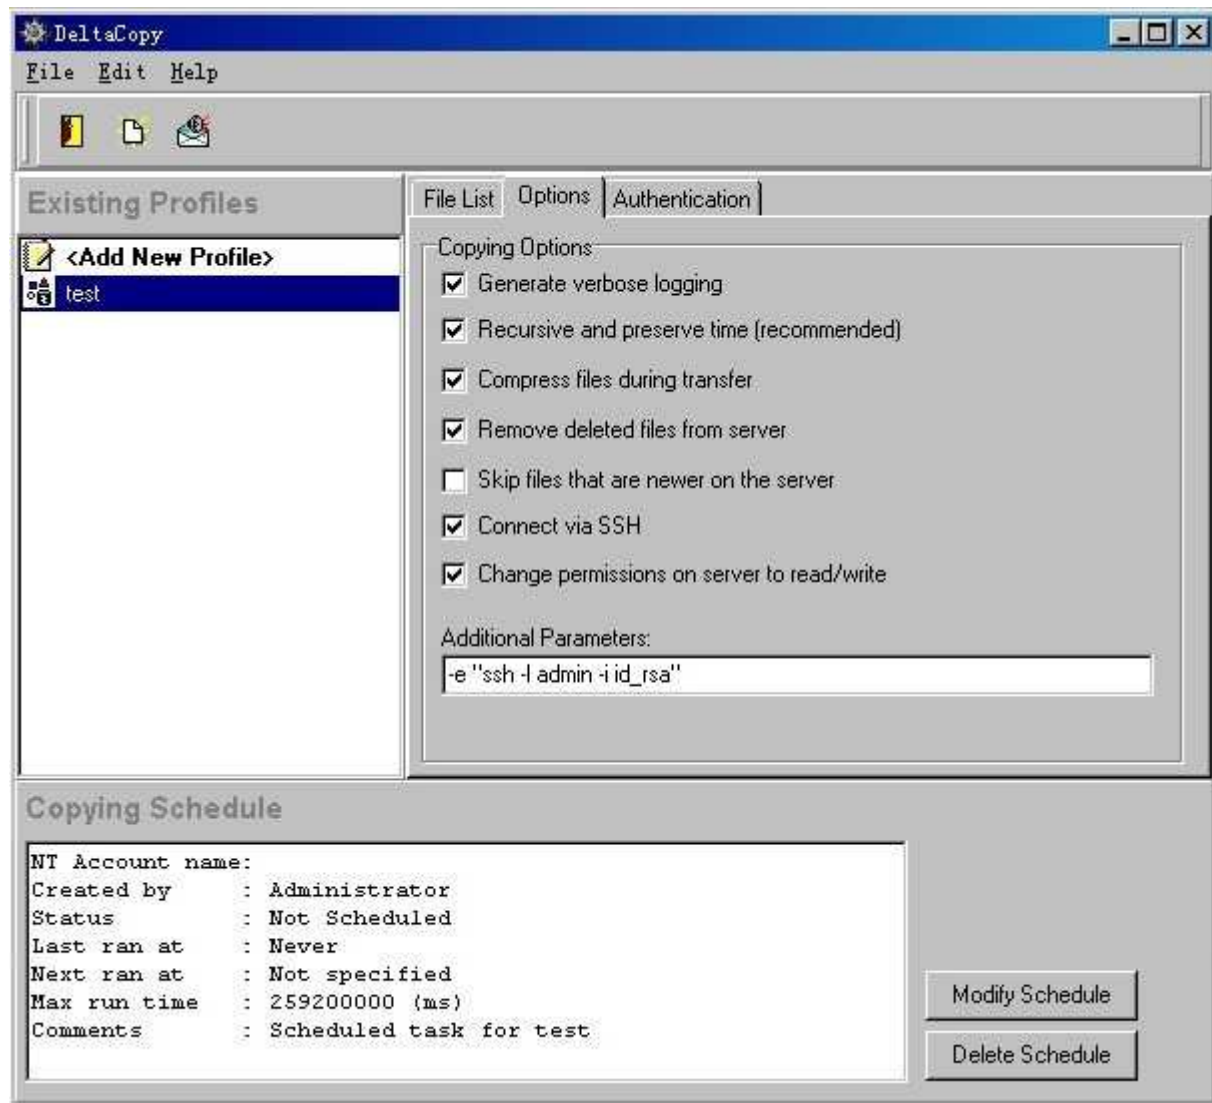 DeltaCopy
File Edit Help
Existing Profiles
<Add New Profile>
test
File List Options Authentication
Copying Options
Generate verbose logging
Recursive and preserve time (recommended)
Compress files during transfer
Remove deleted files from server
Skip files that are newer on the server
Connect via SSH
Change permissions on server to read/write
Additional Parameters:
-e "ssh -l admin -i id_rsa"
Copying Schedule
NT Account name:
Created by : Administrator
Status : Not Scheduled
Last ran at : Never
Next ran at : Not specified
Max run time : 259200000 (ms)
Comments : Scheduled task for test
Modify Schedule
Delete Schedule